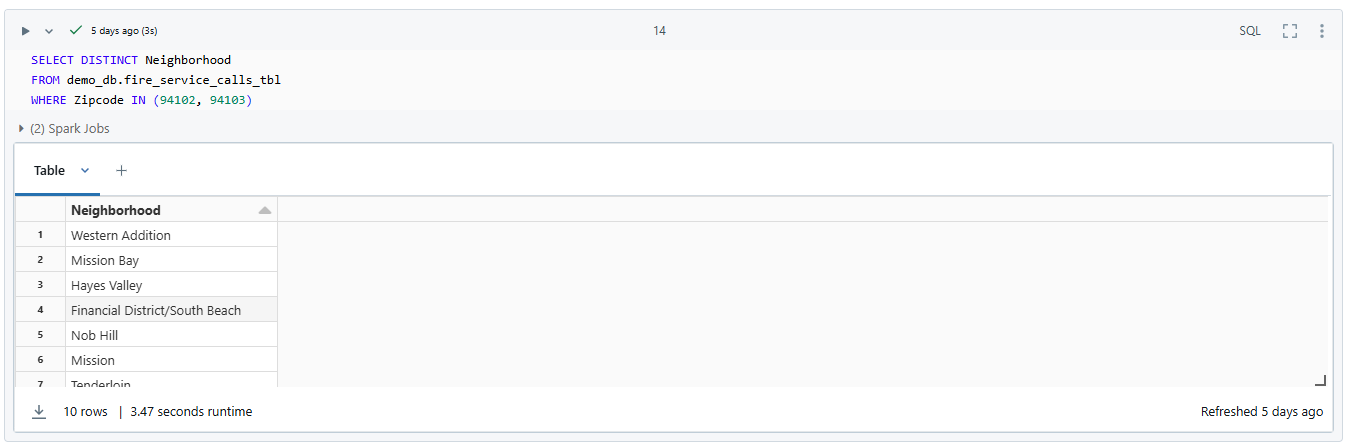 5 days ago (3s) 14 SQL
SELECT DISTINCT Neighborhood
FROM demo_db.fire_service_calls_tbl
WHERE Zipcode IN (94102, 94103)
(2) Spark Jobs
Table
Neighborhood
1 Western Addition
2 Mission Bay
3 Hayes Valley
4 Financial District/South Beach
5 Nob Hill
6 Mission
7 Tenderloin
10 rows | 3.47 seconds runtime Refreshed 5 days ago